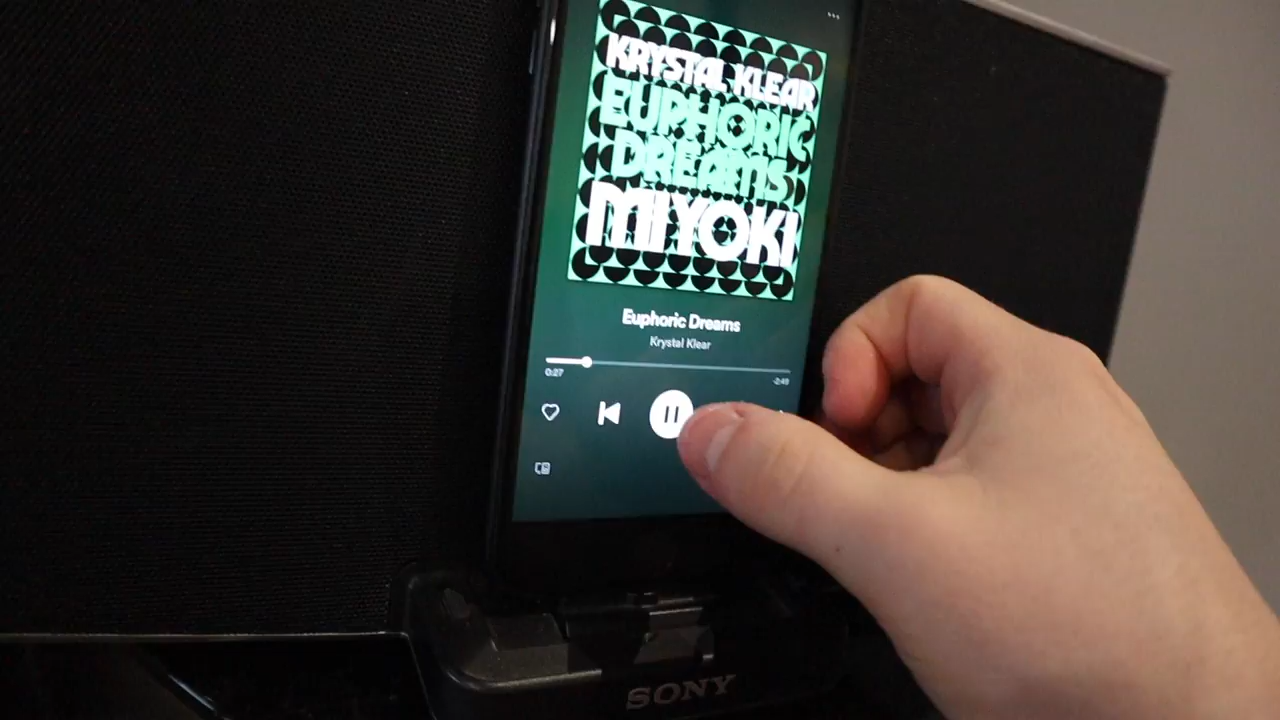 KRYSTAL KLEAR
EUPHORIC
DREAMS
MIYOKI
Euphoric Dreams
Krystal Klear
0:27
-2:49
SONY